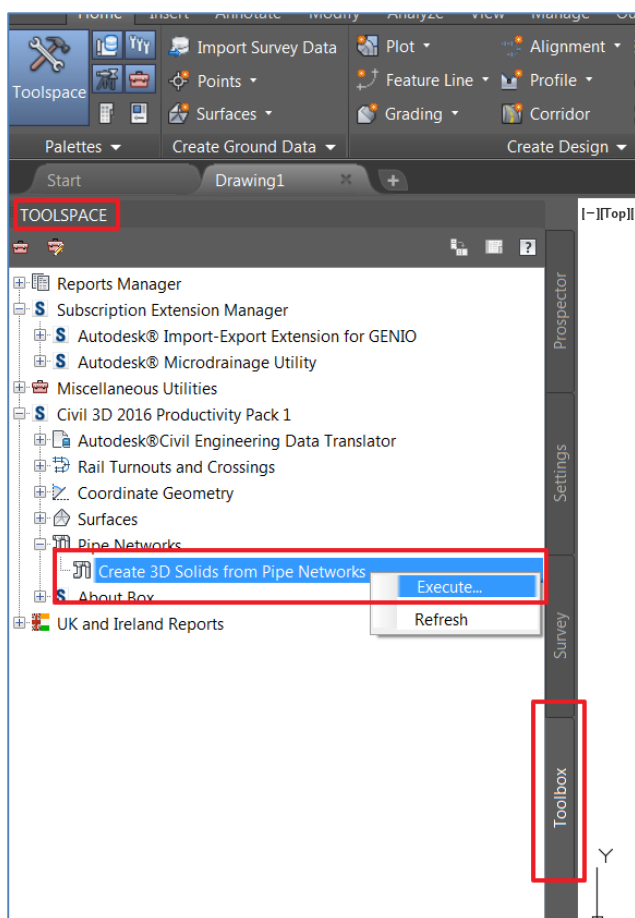 Home Insert Annotate Modify Analyze View Manage
Toolspace
Import Survey Data
Points
Surfaces
Plot
Feature Line
Grading
Alignment
Profile
Corridor
Palettes Create Ground Data Create Design
Start Drawing1
TOOLSPACE
[-][Top][
Reports Manager
Subscription Extension Manager
Autodesk® Import-Export Extension for GENIO
Autodesk® Microdrainage Utility
Miscellaneous Utilities
Civil 3D 2016 Productivity Pack 1
Autodesk®Civil Engineering Data Translator
Rail Turnouts and Crossings
Coordinate Geometry
Surfaces
Pipe Networks
Create 3D Solids from Pipe Networks
About Box
UK and Ireland Reports
Execute...
Refresh
Prospector
Settings
Survey
Toolbox
Y